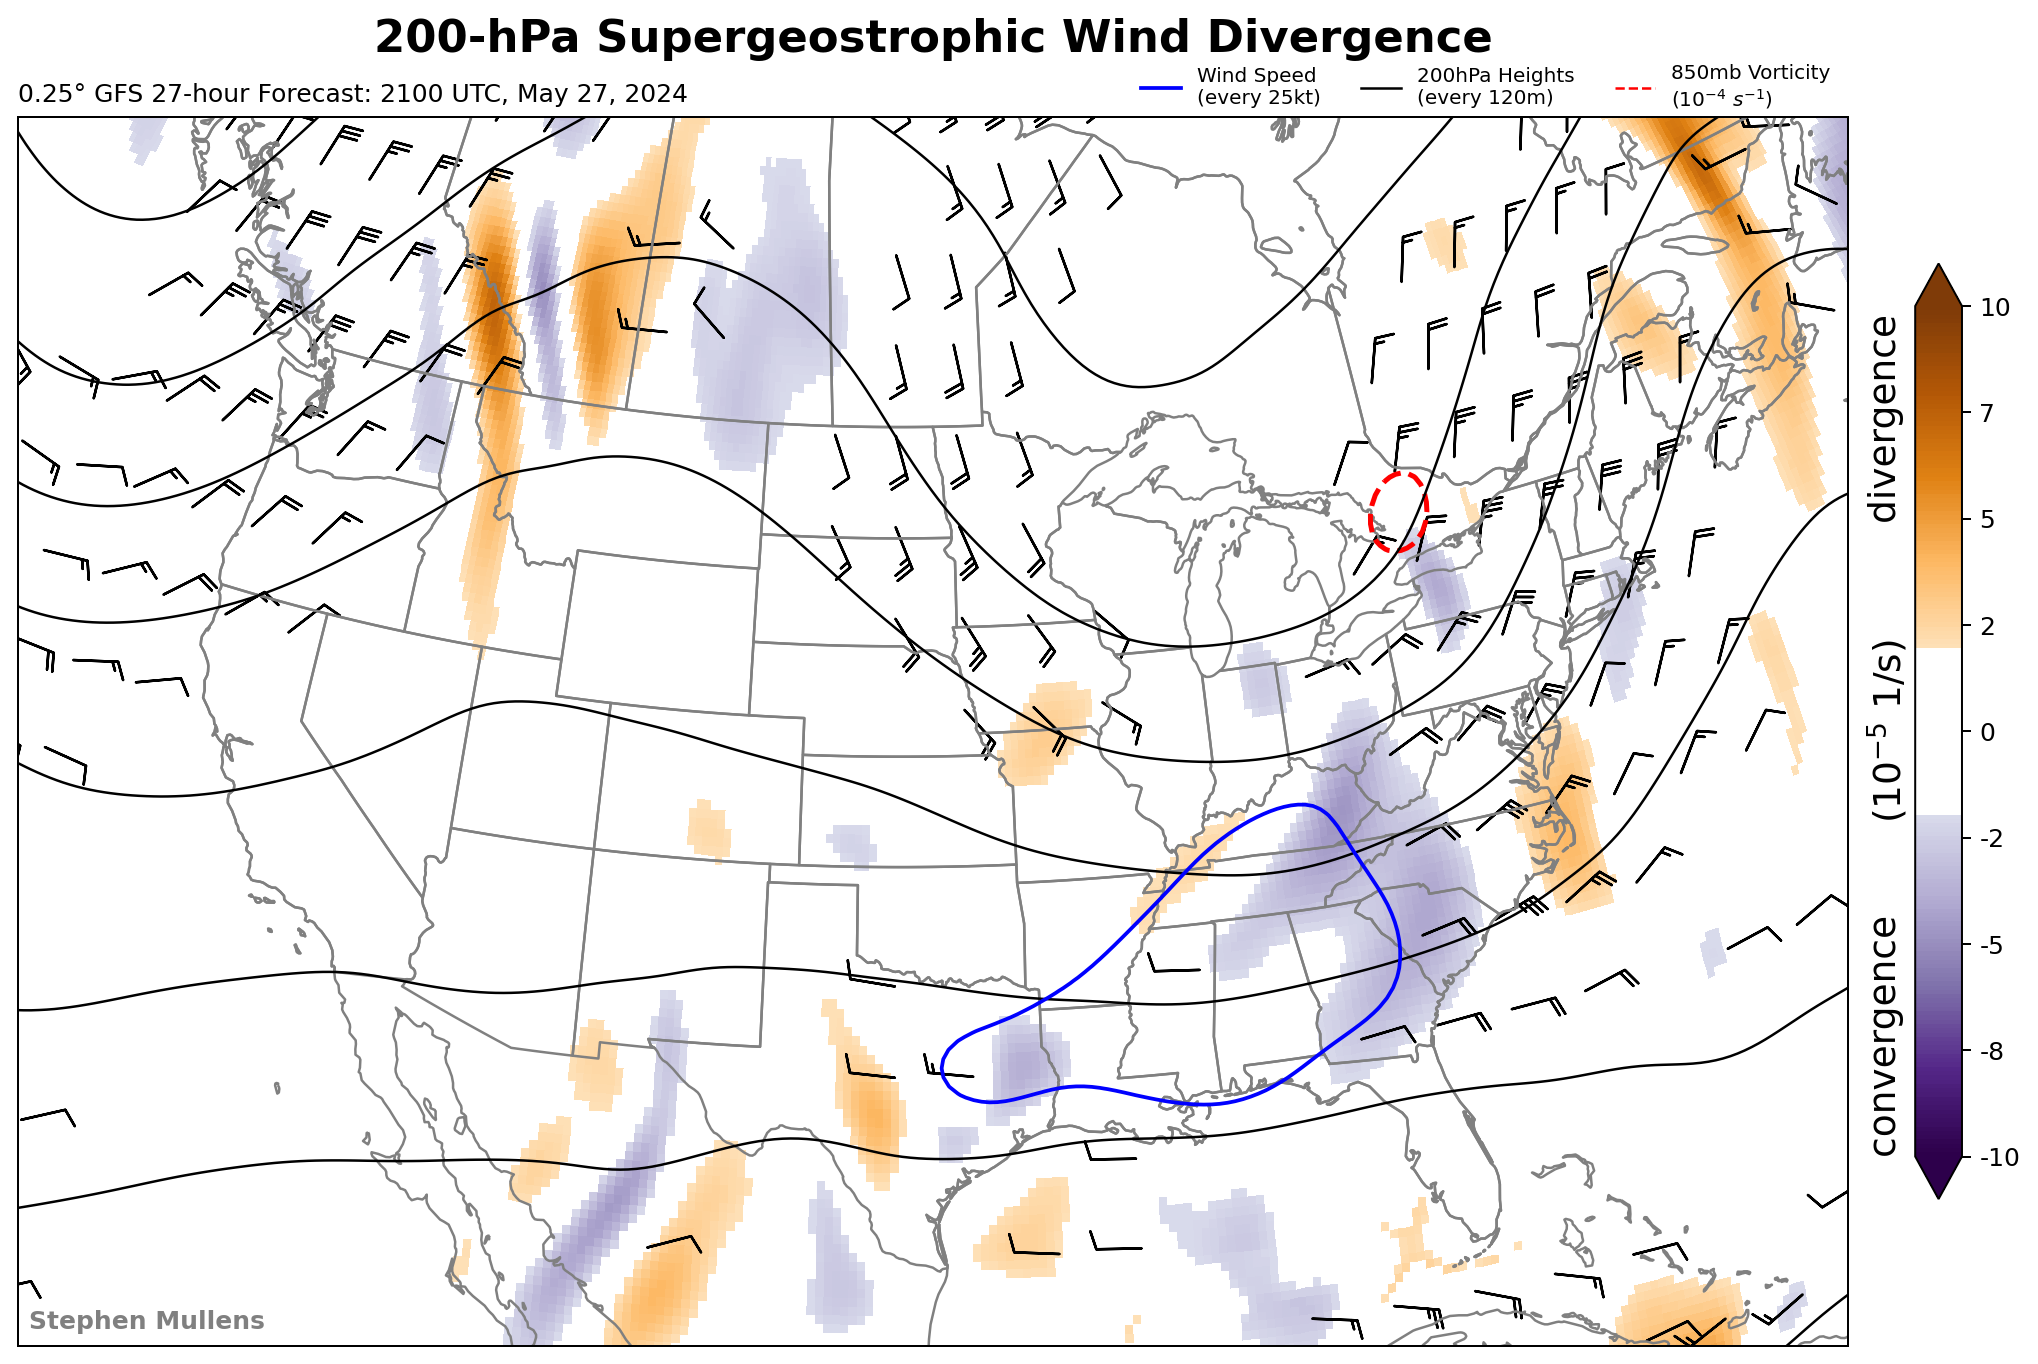 200-hPa Supergeostrophic Wind Divergence
0.25° GFS 27-hour Forecast: 2100 UTC, May 27, 2024
Wind Speed
(every 25kt)
200hPa Heights
(every 120m)
850mb Vorticity
(10⁻⁴ s⁻¹)
10
7
5
2
0
-2
-5
-8
-10
convergence (10⁻⁵ 1/s) divergence
Stephen Mullens